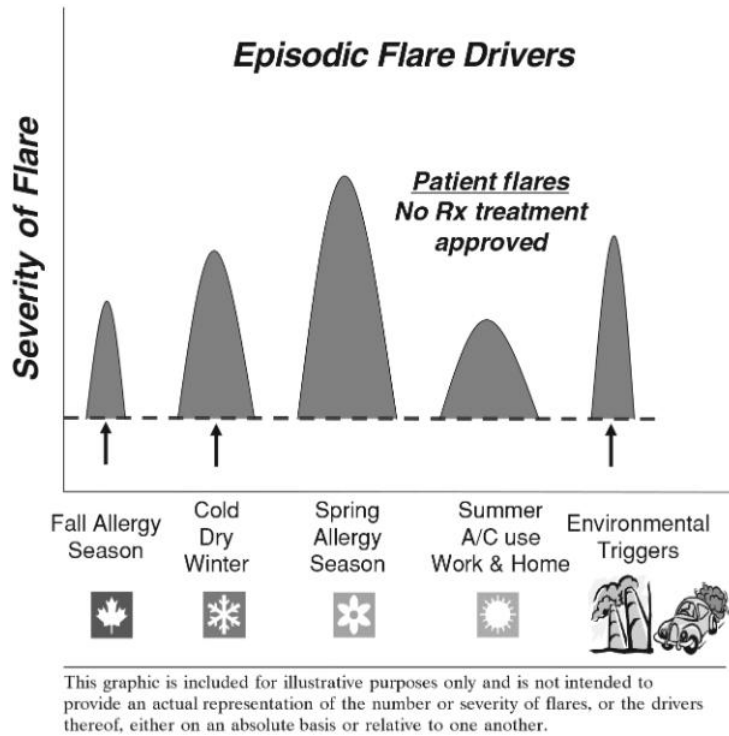 Episodic Flare Drivers
Severity of Flare
Patient flares
No Rx treatment
approved
Fall Allergy
Season
Cold
Dry
Winter
Spring
Allergy
Season
Summer
A/C use
Work & Home
Environmental
Triggers
This graphic is included for illustrative purposes only and is not intended to
provide an actual representation of the number or severity of flares, or the drivers
thereof, either on an absolute basis or relative to one another.